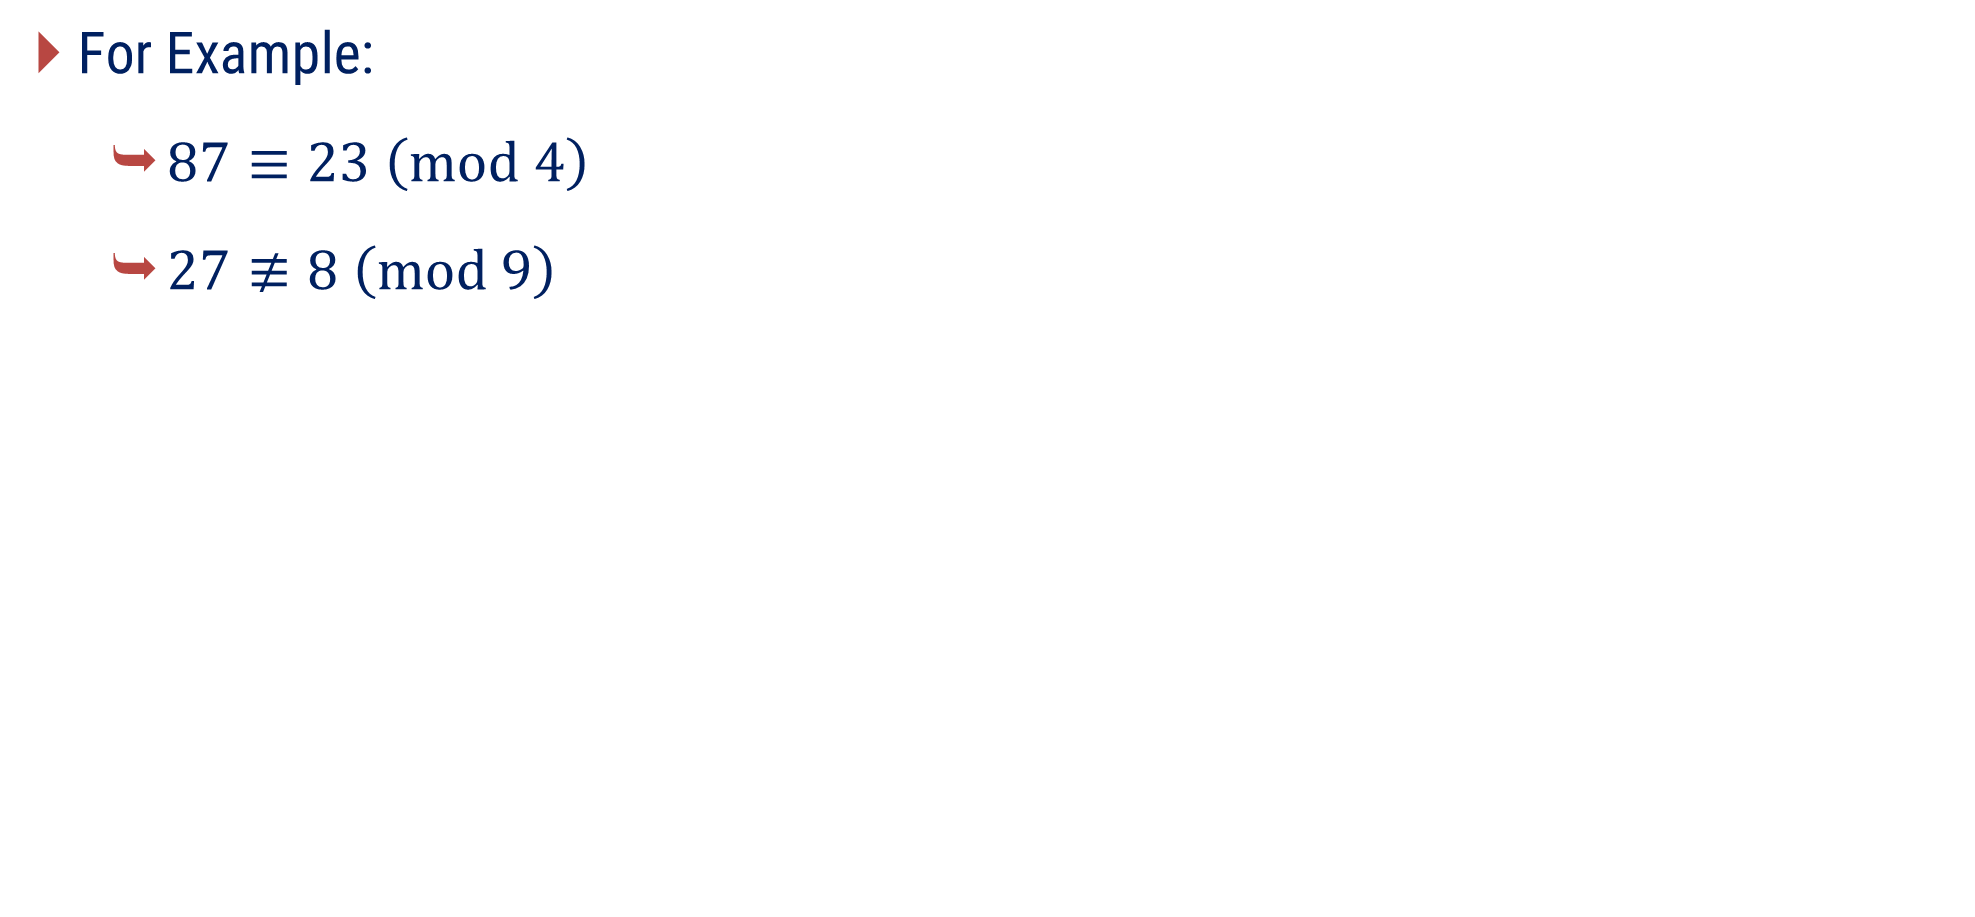 For Example:
87 ≡ 23 (mod 4)
27 ≢ 8 (mod 9)